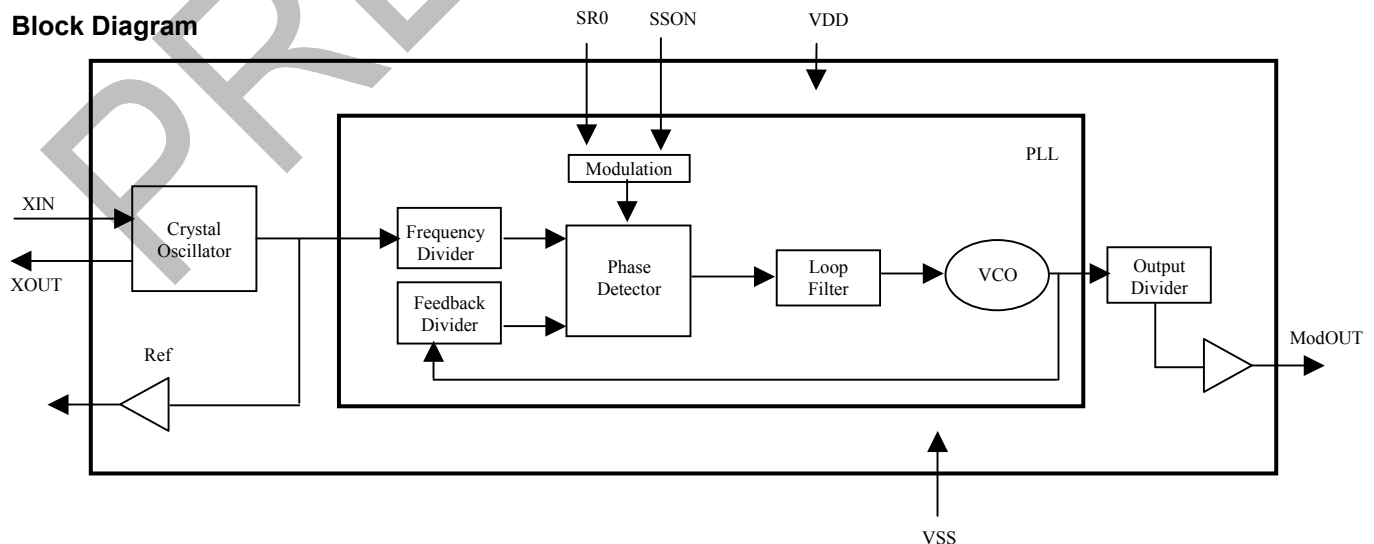 Block Diagram
SR0
SSON
VDD
PLL
Modulation
XIN
Crystal
Oscillator
XOUT
Frequency
Divider
Feedback
Divider
Phase
Detector
Loop
Filter
VCO
Output
Divider
Ref
ModOUT
VSS
PRE